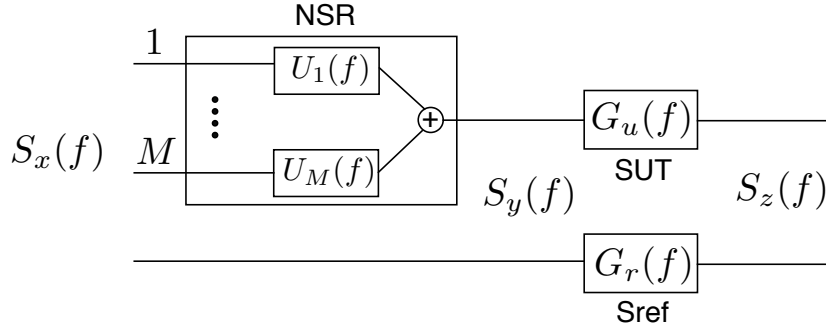 NSR
1
U_1(f)
S_x(f)
M
U_M(f)
G_u(f)
SUT
S_y(f)
S_z(f)
G_r(f)
Sref